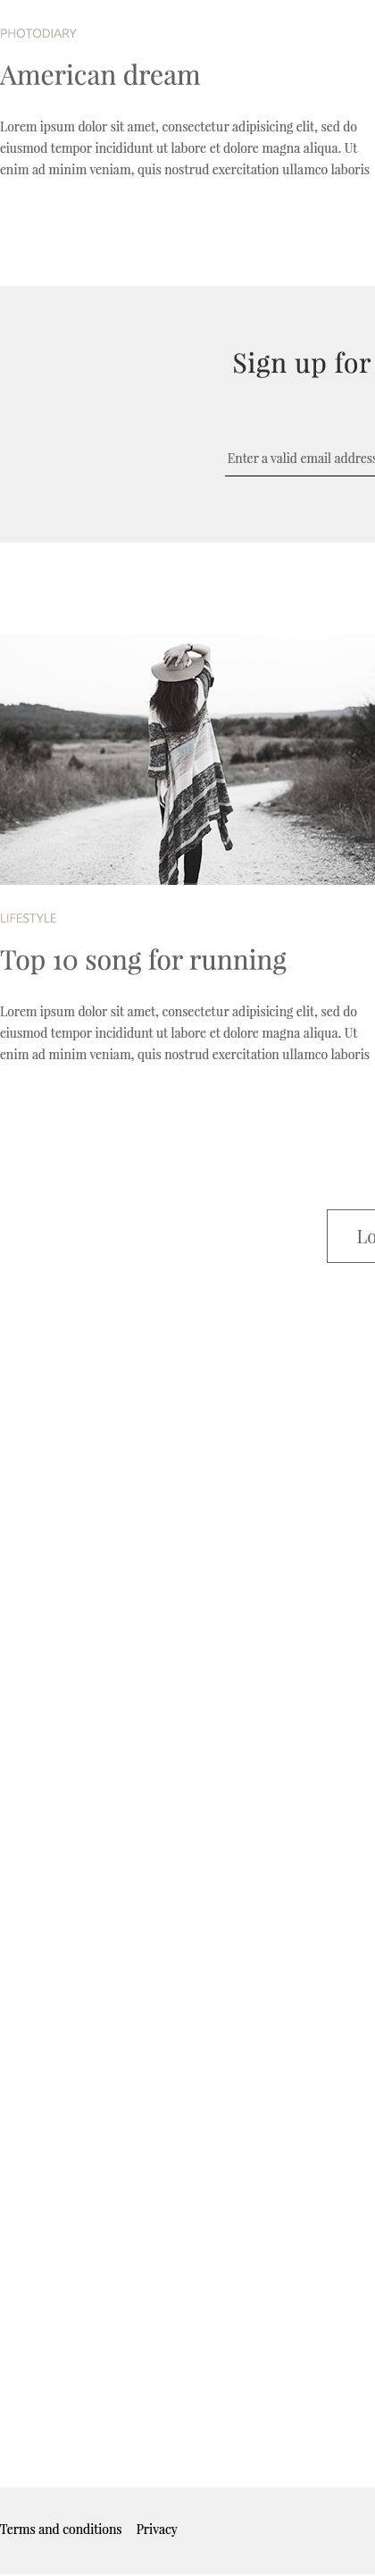 PHOTODIARY
American dream
Lorem ipsum dolor sit amet, consectetur adipisicing elit, sed do
eiusmod tempor incididunt ut labore et dolore magna aliqua. Ut
enim ad minim veniam, quis nostrud exercitation ullamco laboris
Sign up for
Enter a valid email address
LIFESTYLE
Top 10 song for running
Lorem ipsum dolor sit amet, consectetur adipisicing elit, sed do
eiusmod tempor incididunt ut labore et dolore magna aliqua. Ut
enim ad minim veniam, quis nostrud exercitation ullamco laboris
Lo
Terms and conditions Privacy